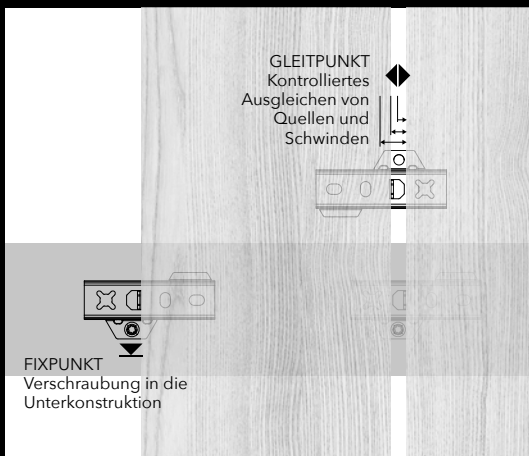 GLEITPUNKT
Kontrolliertes
Ausgleichen von
Quellen und
Schwinden
FIXPUNKT
Verschraubung in die
Unterkonstruktion